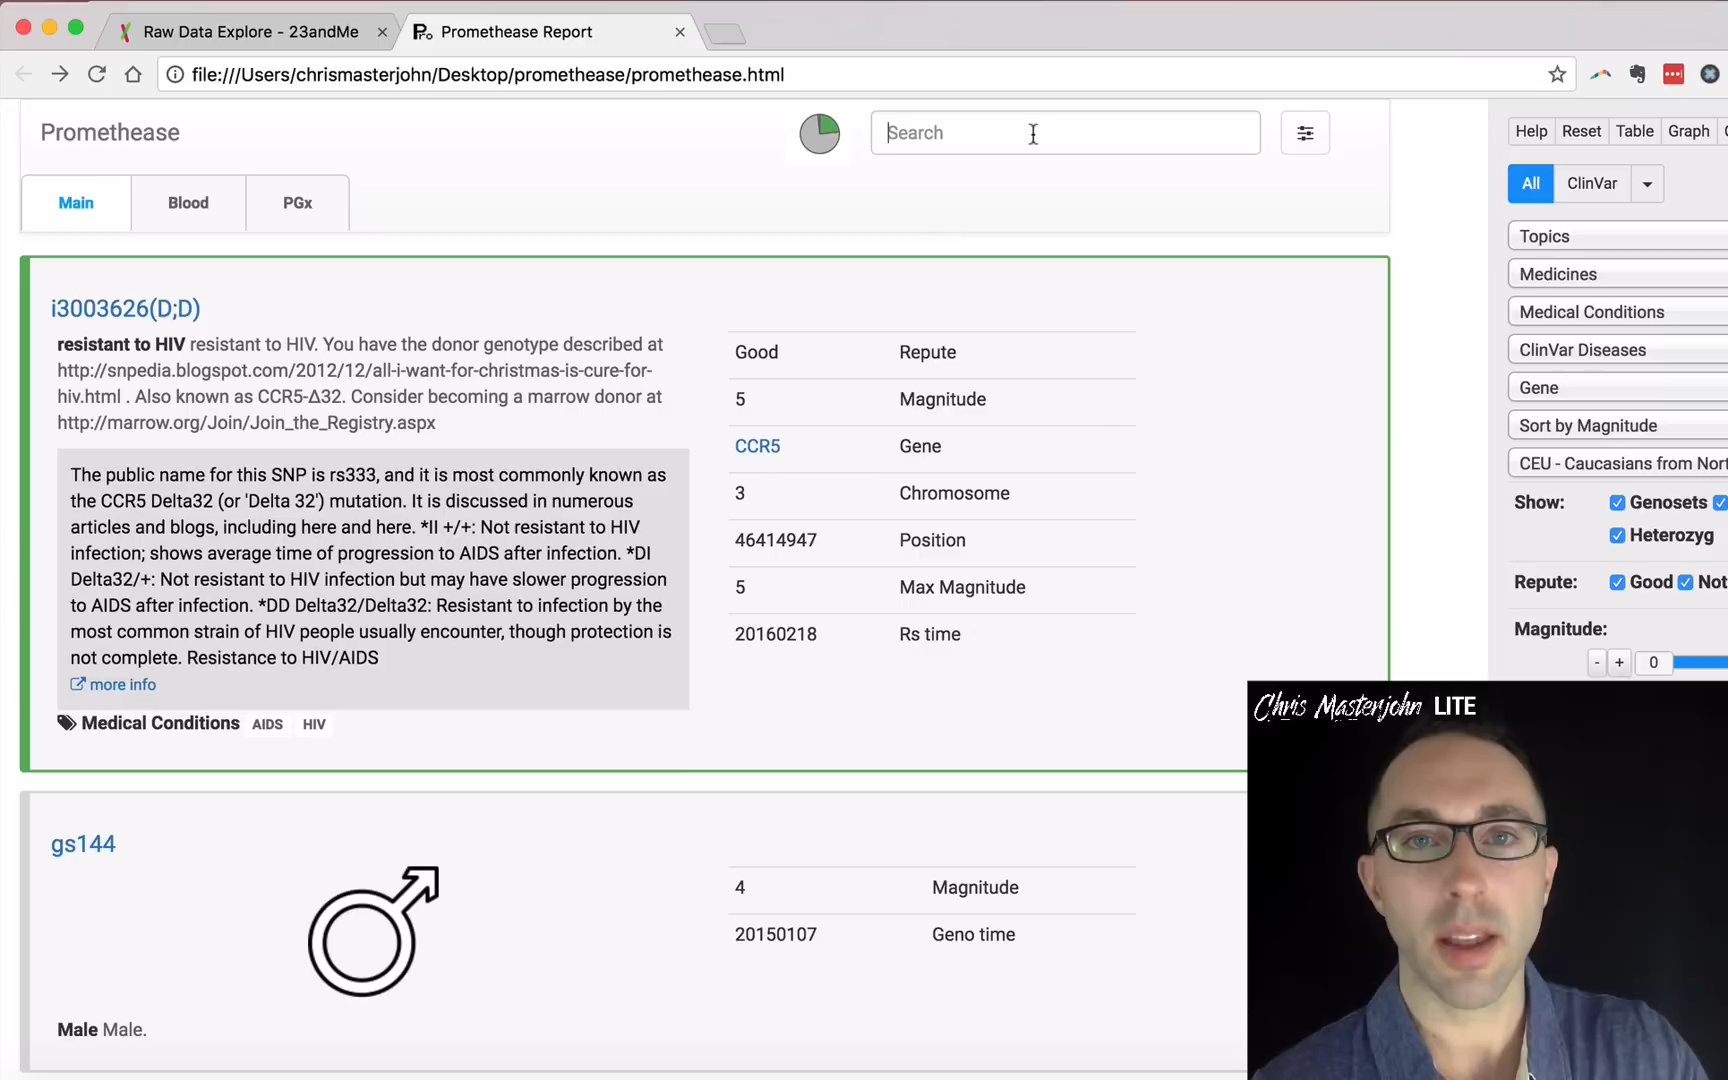 Raw Data Explore - 23andMe
Promethease Report
file:///Users/chrismasterjohn/Desktop/promethease/promethease.html
Promethease
Search
Main
Blood
PGx
i3003626(D;D)
resistant to HIV resistant to HIV. You have the donor genotype described at
http://snpedia.blogspot.com/2012/12/all-i-want-for-christmas-is-cure-for-
hiv.html . Also known as CCR5-Δ32. Consider becoming a marrow donor at
http://marrow.org/Join/Join_the_Registry.aspx
The public name for this SNP is rs333, and it is most commonly known as
the CCR5 Delta32 (or 'Delta 32') mutation. It is discussed in numerous
articles and blogs, including here and here. *II +/+: Not resistant to HIV
infection; shows average time of progression to AIDS after infection. *DI
Delta32/+: Not resistant to HIV infection but may have slower progression
to AIDS after infection. *DD Delta32/Delta32: Resistant to infection by the
most common strain of HIV people usually encounter, though protection is
not complete. Resistance to HIV/AIDS
more info
Medical Conditions AIDS HIV
Good Repute
5 Magnitude
CCR5 Gene
3 Chromosome
46414947 Position
5 Max Magnitude
20160218 Rs time
gs144
Male Male.
4 Magnitude
20150107 Geno time
Help Reset Table Graph
All ClinVar
Topics
Medicines
Medical Conditions
ClinVar Diseases
Gene
Sort by Magnitude
CEU - Caucasians from Nort
Show: Genosets
Heterozyg
Repute: Good Not
Magnitude:
- + 0
Chris Masterjohn LITE